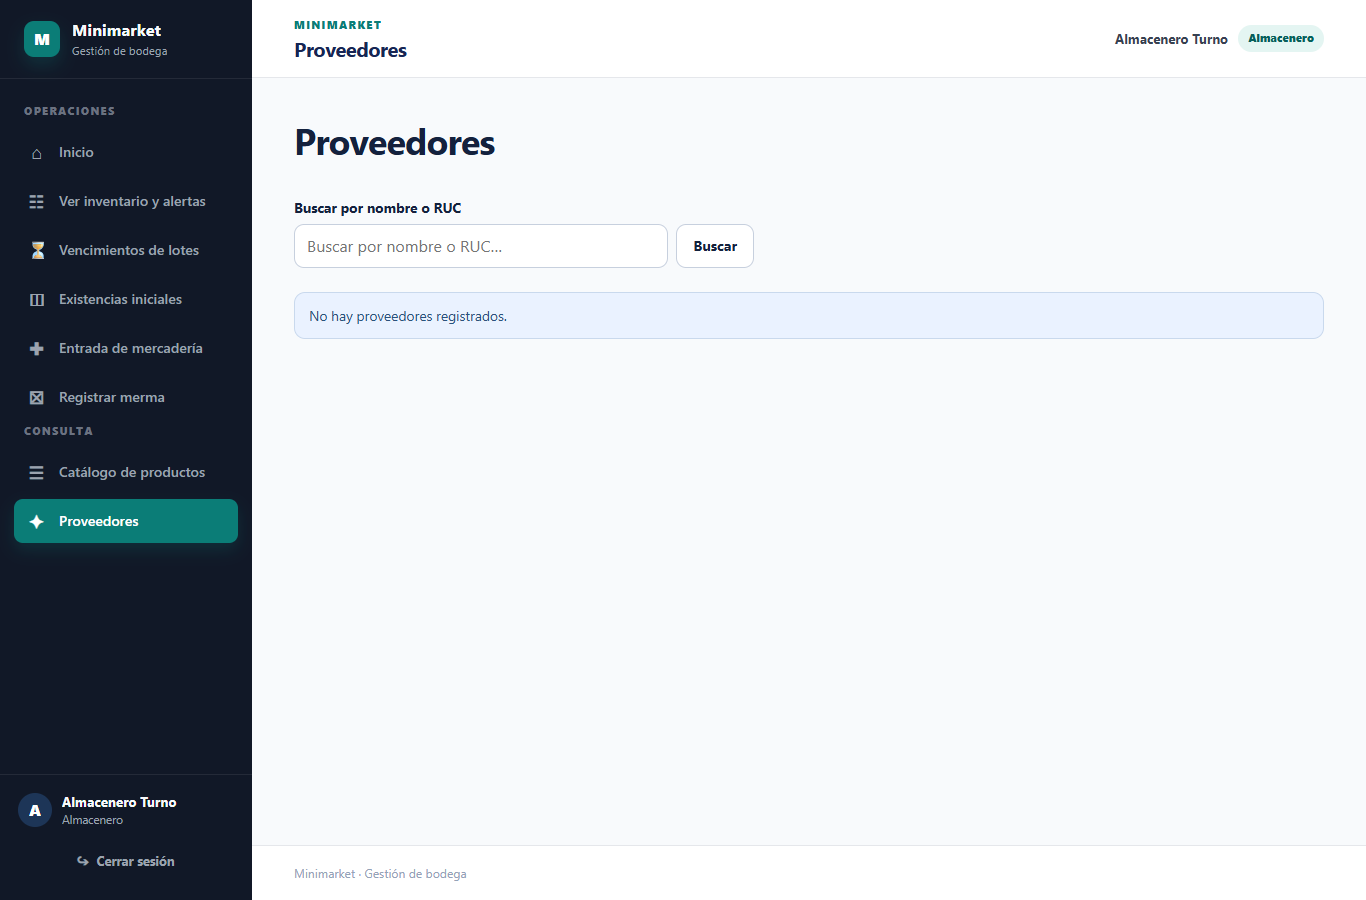 M
Minimarket
Gestión de bodega
OPERACIONES
Inicio
Ver inventario y alertas
Vencimientos de lotes
Existencias iniciales
Entrada de mercadería
Registrar merma
CONSULTA
Catálogo de productos
Proveedores
A
Almacenero Turno
Almacenero
Cerrar sesión
MINIMARKET
Proveedores
Almacenero Turno
Almacenero
Proveedores
Buscar por nombre o RUC
Buscar por nombre o RUC...
Buscar
No hay proveedores registrados.
Minimarket · Gestión de bodega